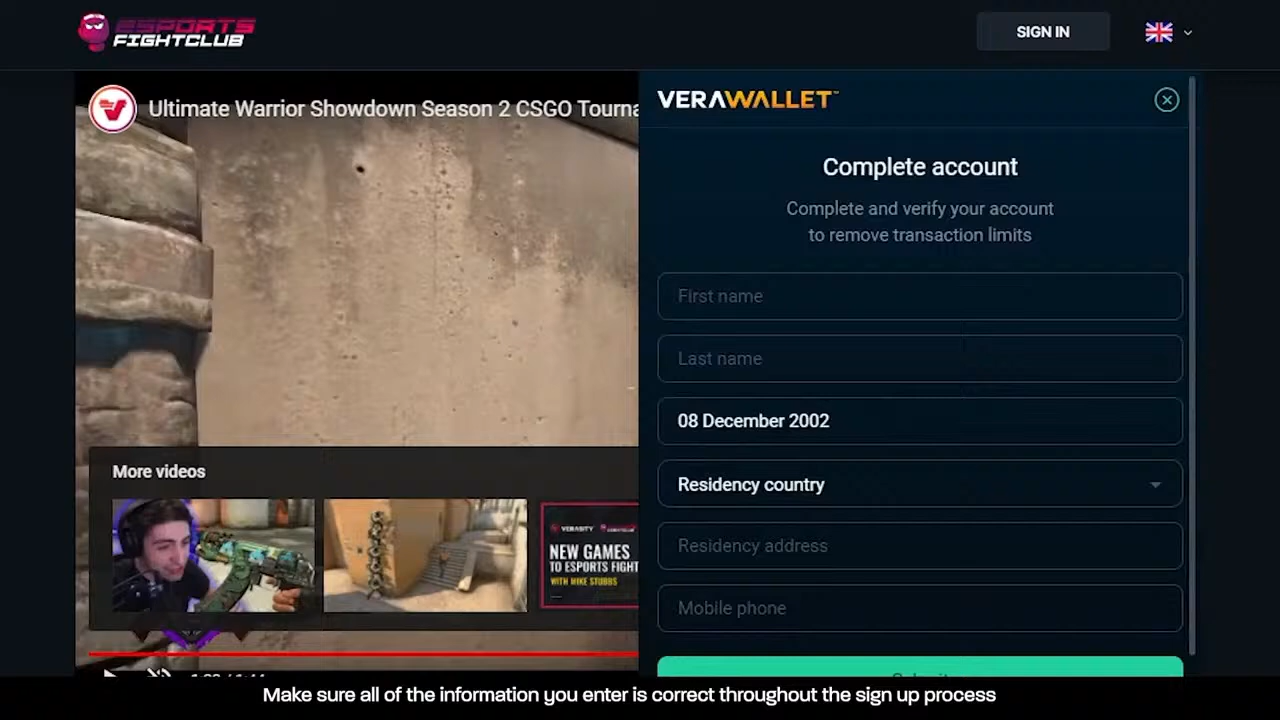 ESPORTS
FIGHTCLUB
SIGN IN
Ultimate Warrior Showdown Season 2 CSGO Tourna
VERAWALLET™
Complete account
Complete and verify your account
to remove transaction limits
First name
Last name
08 December 2002
Residency country
Residency address
Mobile phone
More videos
VERASITY
NEW GAMES
TO ESPORTS FIGHT
WITH MIKE STUBBS
Make sure all of the information you enter is correct throughout the sign up process